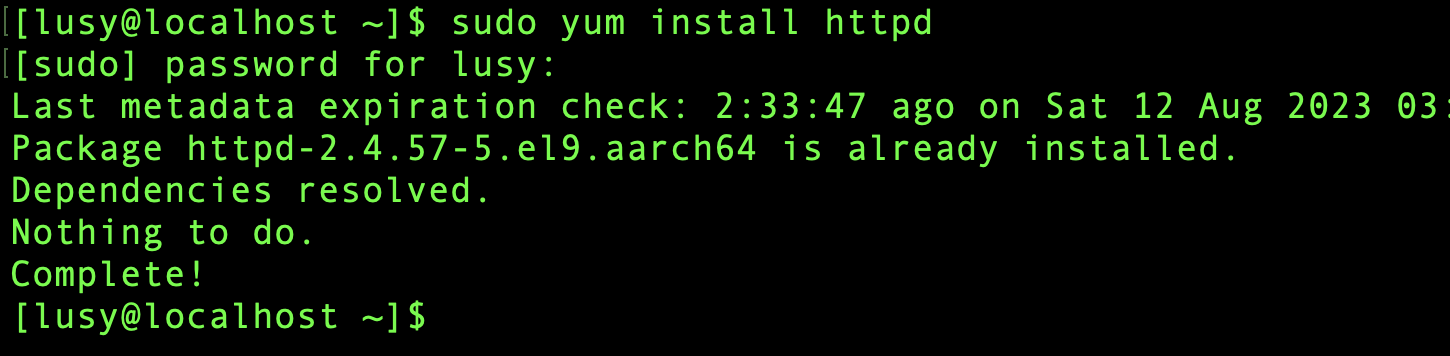 [lusy@localhost ~]$ sudo yum install httpd
[sudo] password for lusy:
Last metadata expiration check: 2:33:47 ago on Sat 12 Aug 2023 03:
Package httpd-2.4.57-5.el9.aarch64 is already installed.
Dependencies resolved.
Nothing to do.
Complete!
[lusy@localhost ~]$